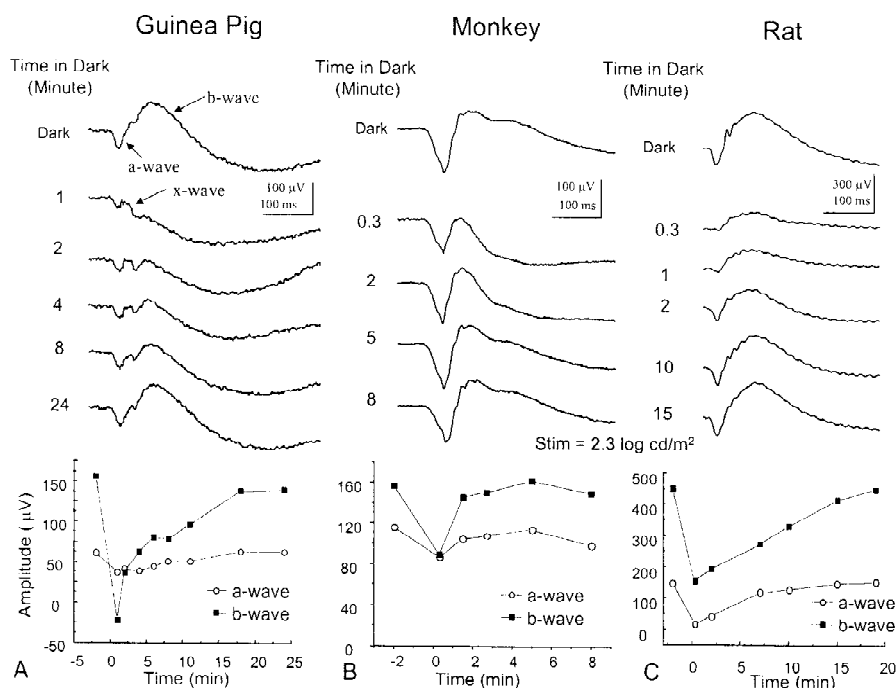 Guinea Pig
Monkey
Rat
Time in Dark
(Minute)
Dark
b-wave
a-wave
x-wave
100 μV
100 ms
1
2
4
8
24
Time in Dark
(Minute)
Dark
100 μV
100 ms
0.3
2
5
8
Time in Dark
(Minute)
Dark
300 μV
100 ms
0.3
1
2
10
15
Stim = 2.3 log cd/m²
Amplitude (μV)
150
100
50
0
-50
a-wave
b-wave
0 5 10 15 20 25
A Time (min)
160
120
80
40
0
a-wave
b-wave
-2 0 2 4 6 8
B Time (min)
500
400
300
200
100
0
a-wave
b-wave
0 5 10 15 20
C Time (min)